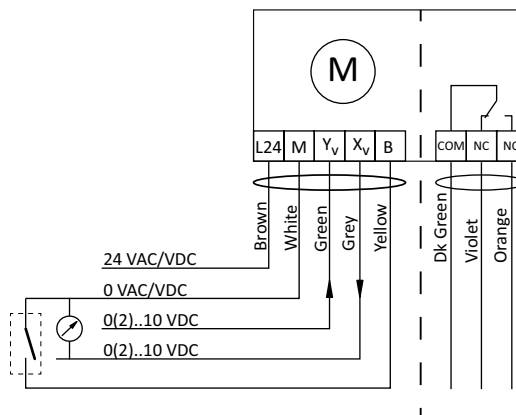 M
L24 M Yv Xv B COM NC NO
Brown White Green Grey Yellow Dk Green Violet Orange
24 VAC/VDC
0 VAC/VDC
0(2)..10 VDC
0(2)..10 VDC